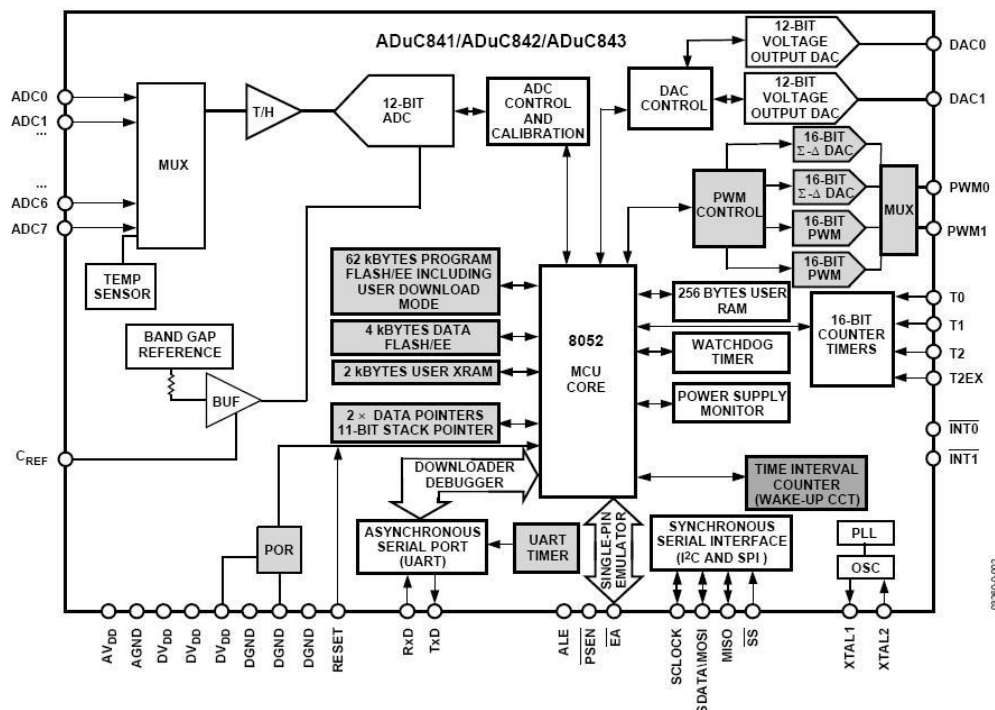 ADuC841/ADuC842/ADuC843
12-BIT
VOLTAGE
OUTPUT DAC
DAC0
12-BIT
VOLTAGE
OUTPUT DAC
DAC1
DAC
CONTROL
ADC
CONTROL
AND
CALIBRATION
12-BIT
ADC
T/H
MUX
ADC0
ADC1
...
...
ADC6
ADC7
TEMP
SENSOR
16-BIT
Σ-Δ DAC
16-BIT
Σ-Δ DAC
16-BIT
PWM
16-BIT
PWM
PWM
CONTROL
MUX
PWM0
PWM1
62 kBYTES PROGRAM
FLASH/EE INCLUDING
USER DOWNLOAD
MODE
4 kBYTES DATA
FLASH/EE
2 kBYTES USER XRAM
2 × DATA POINTERS
11-BIT STACK POINTER
8052
MCU
CORE
256 BYTES USER
RAM
WATCHDOG
TIMER
POWER SUPPLY
MONITOR
16-BIT
COUNTER
TIMERS
T0
T1
T2
T2EX
INT0
INT1
BAND GAP
REFERENCE
BUF
CREF
DOWNLOADER
DEBUGGER
TIME INTERVAL
COUNTER
(WAKE-UP CCT)
POR
ASYNCHRONOUS
SERIAL PORT
(UART)
UART
TIMER
SINGLE-PIN
EMULATOR
SYNCHRONOUS
SERIAL INTERFACE
(I²C AND SPI )
PLL
OSC
AVDD
AGND
DVDD
DVDD
DVDD
DGND
DGND
DGND
RESET
RxD
TxD
ALE
PSEN
EA
SCLOCK
SDATA\MOSI
MISO
SS
XTAL1
XTAL2